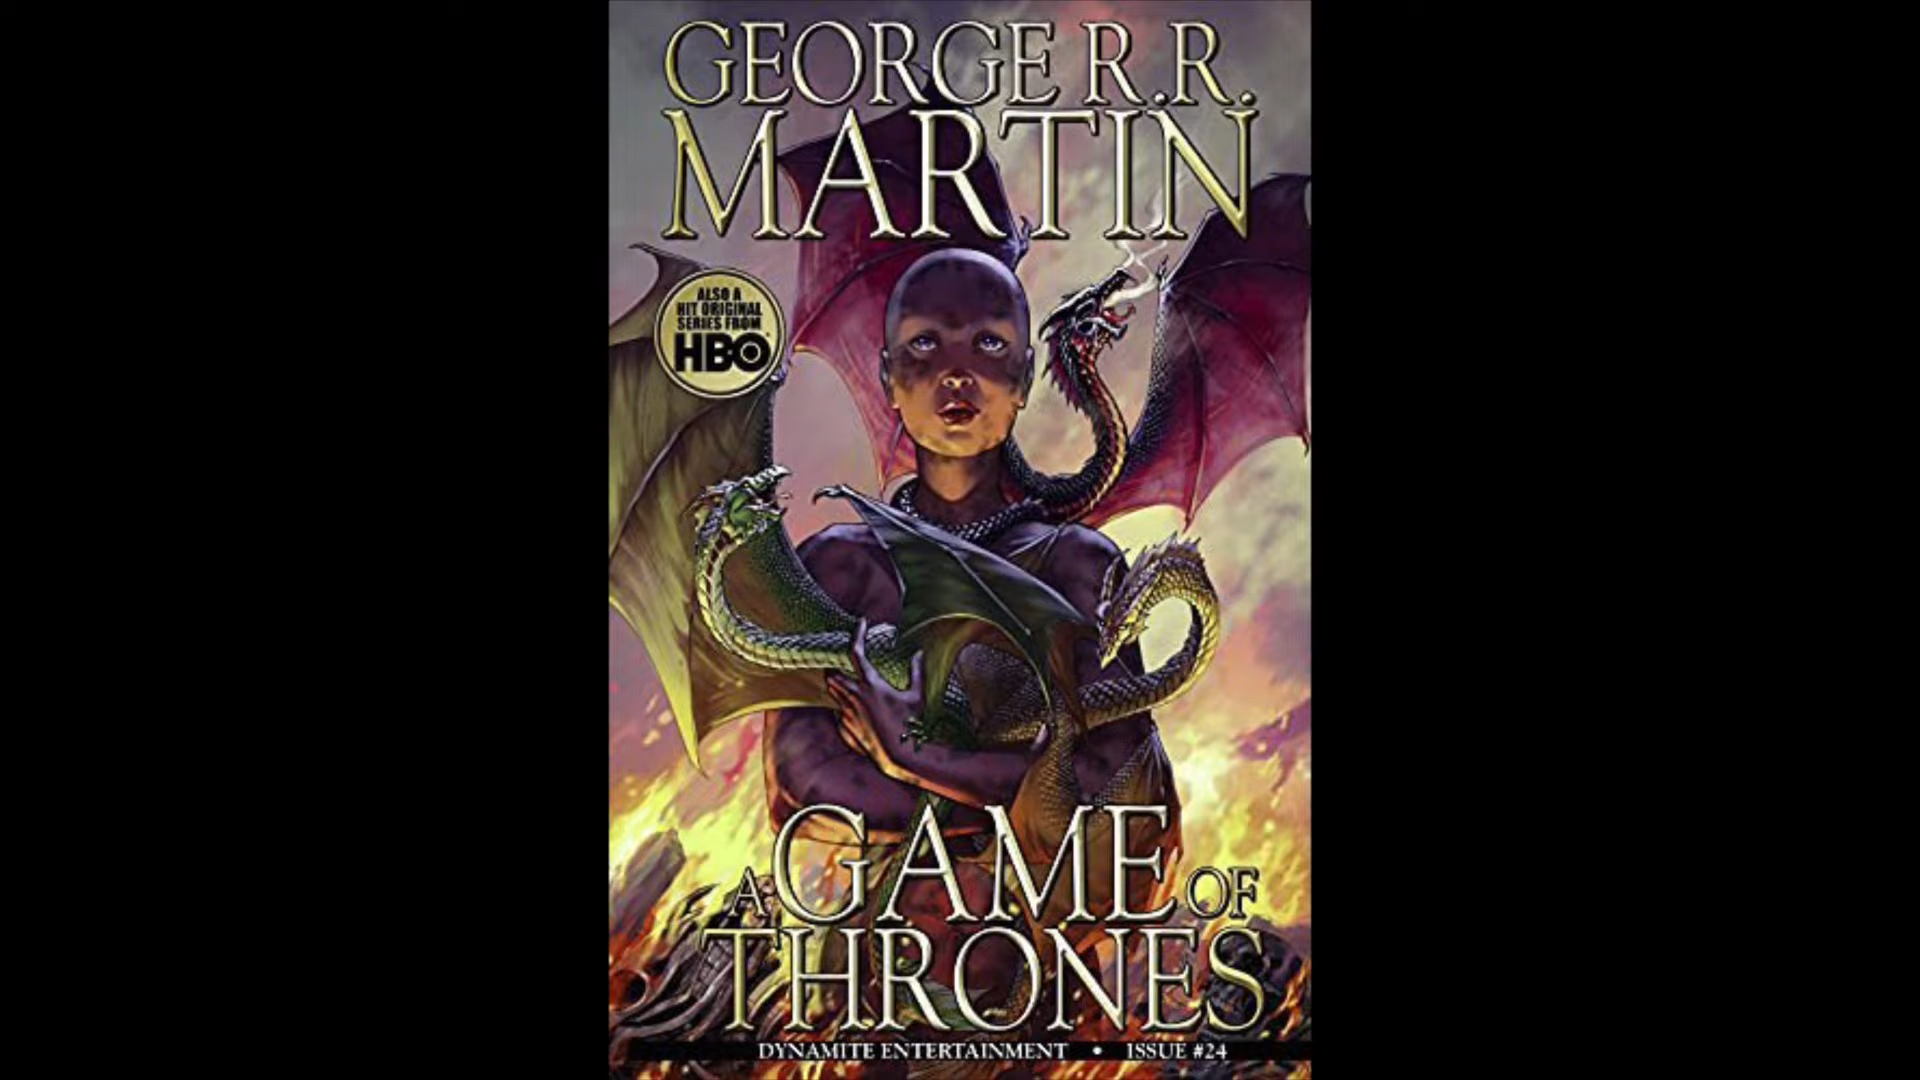 GEORGE R.R.
MARTIN
ALSO A
HIT ORIGINAL
SERIES FROM
HBO
A GAME OF
THRONES
DYNAMITE ENTERTAINMENT • ISSUE #24